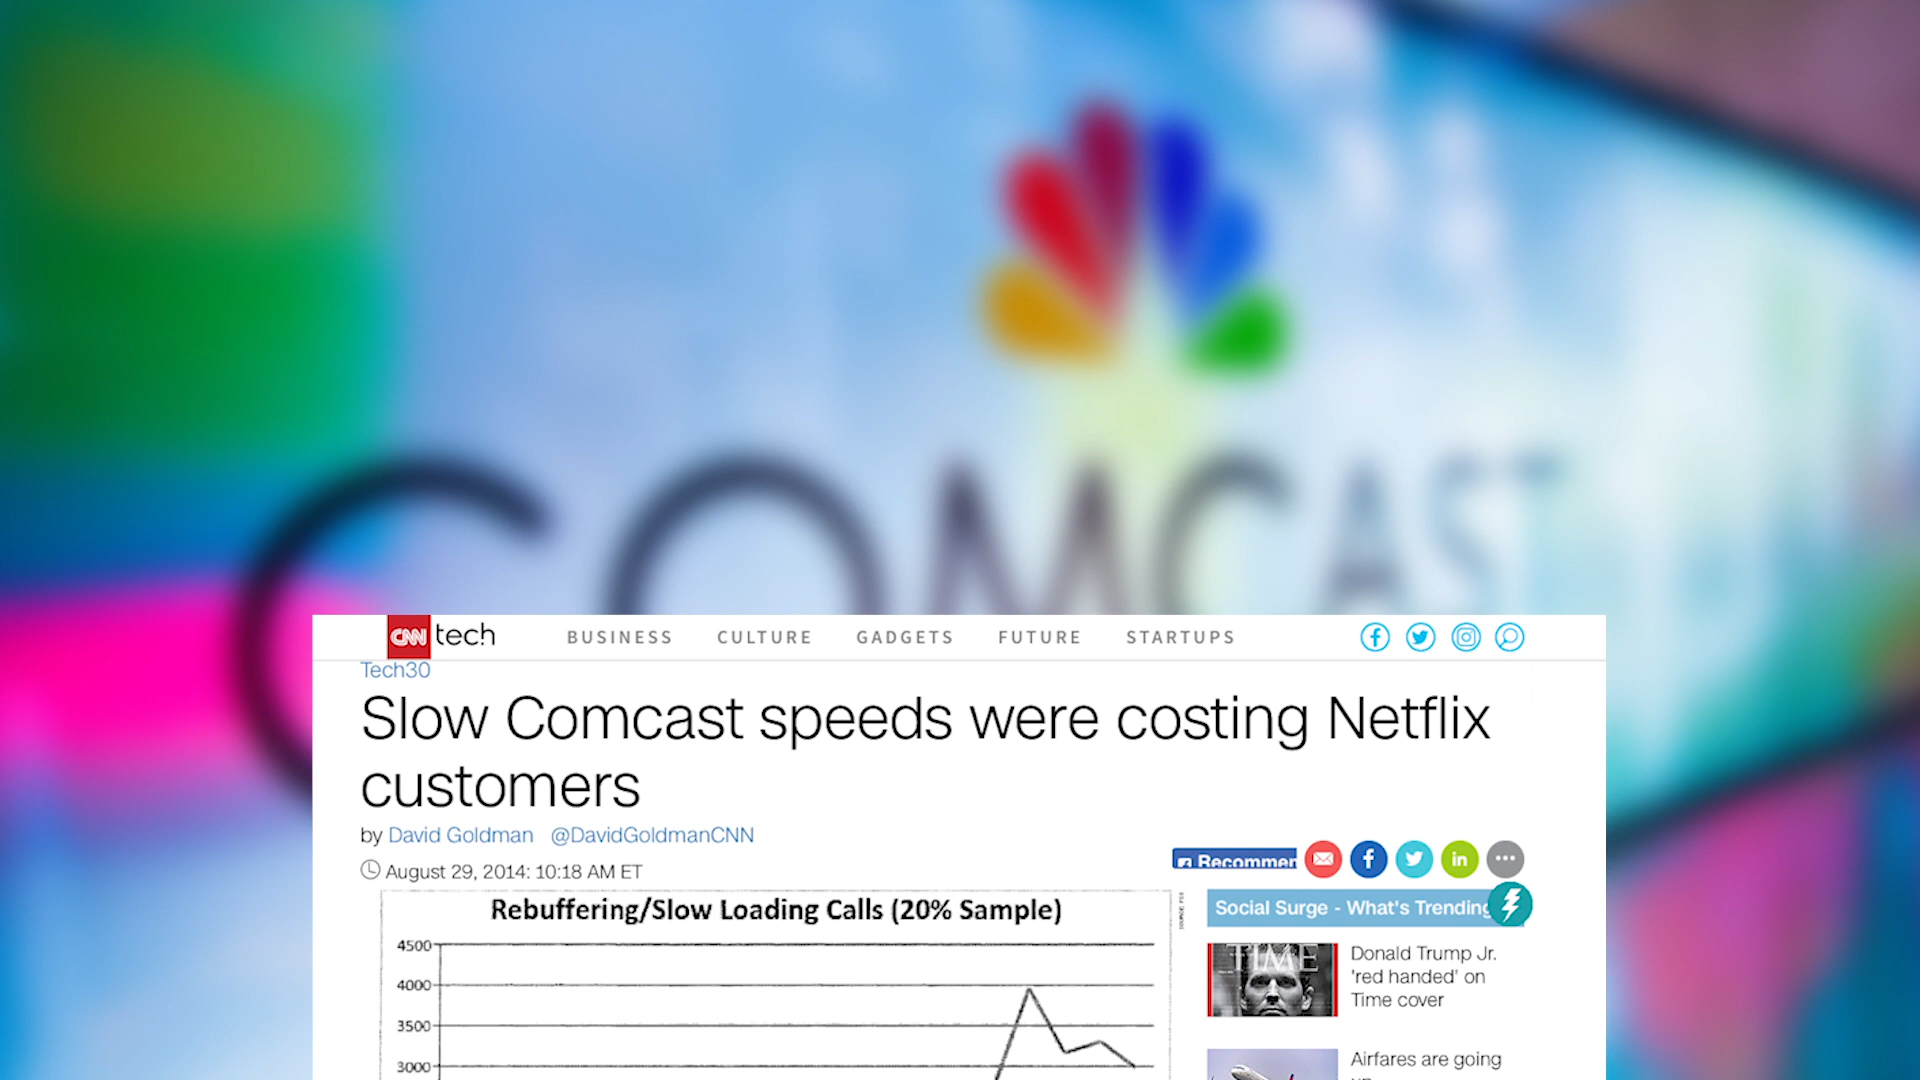 COMCAST
CNN tech BUSINESS CULTURE GADGETS FUTURE STARTUPS
Tech30
Slow Comcast speeds were costing Netflix
customers
by David Goldman @DavidGoldmanCNN
August 29, 2014: 10:18 AM ET
Recommen
in
Rebuffering/Slow Loading Calls (20% Sample)
4500
4000
3500
3000
Social Surge - What's Trending
TIME
Donald Trump Jr.
'red handed' on
Time cover
Airfares are going